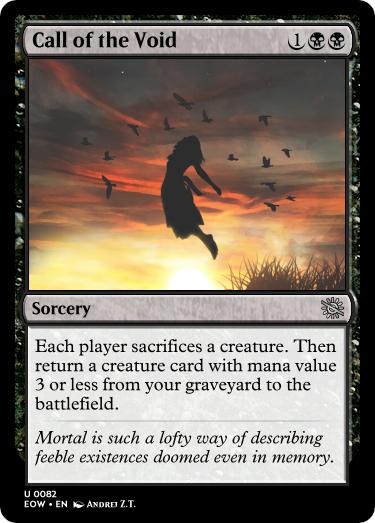 Call of the Void 1
Sorcery
Each player sacrifices a creature. Then
return a creature card with mana value
3 or less from your graveyard to the
battlefield.
Mortal is such a lofty way of describing
feeble existences doomed even in memory.
U 0082
EOW • EN Andrej Z.T.